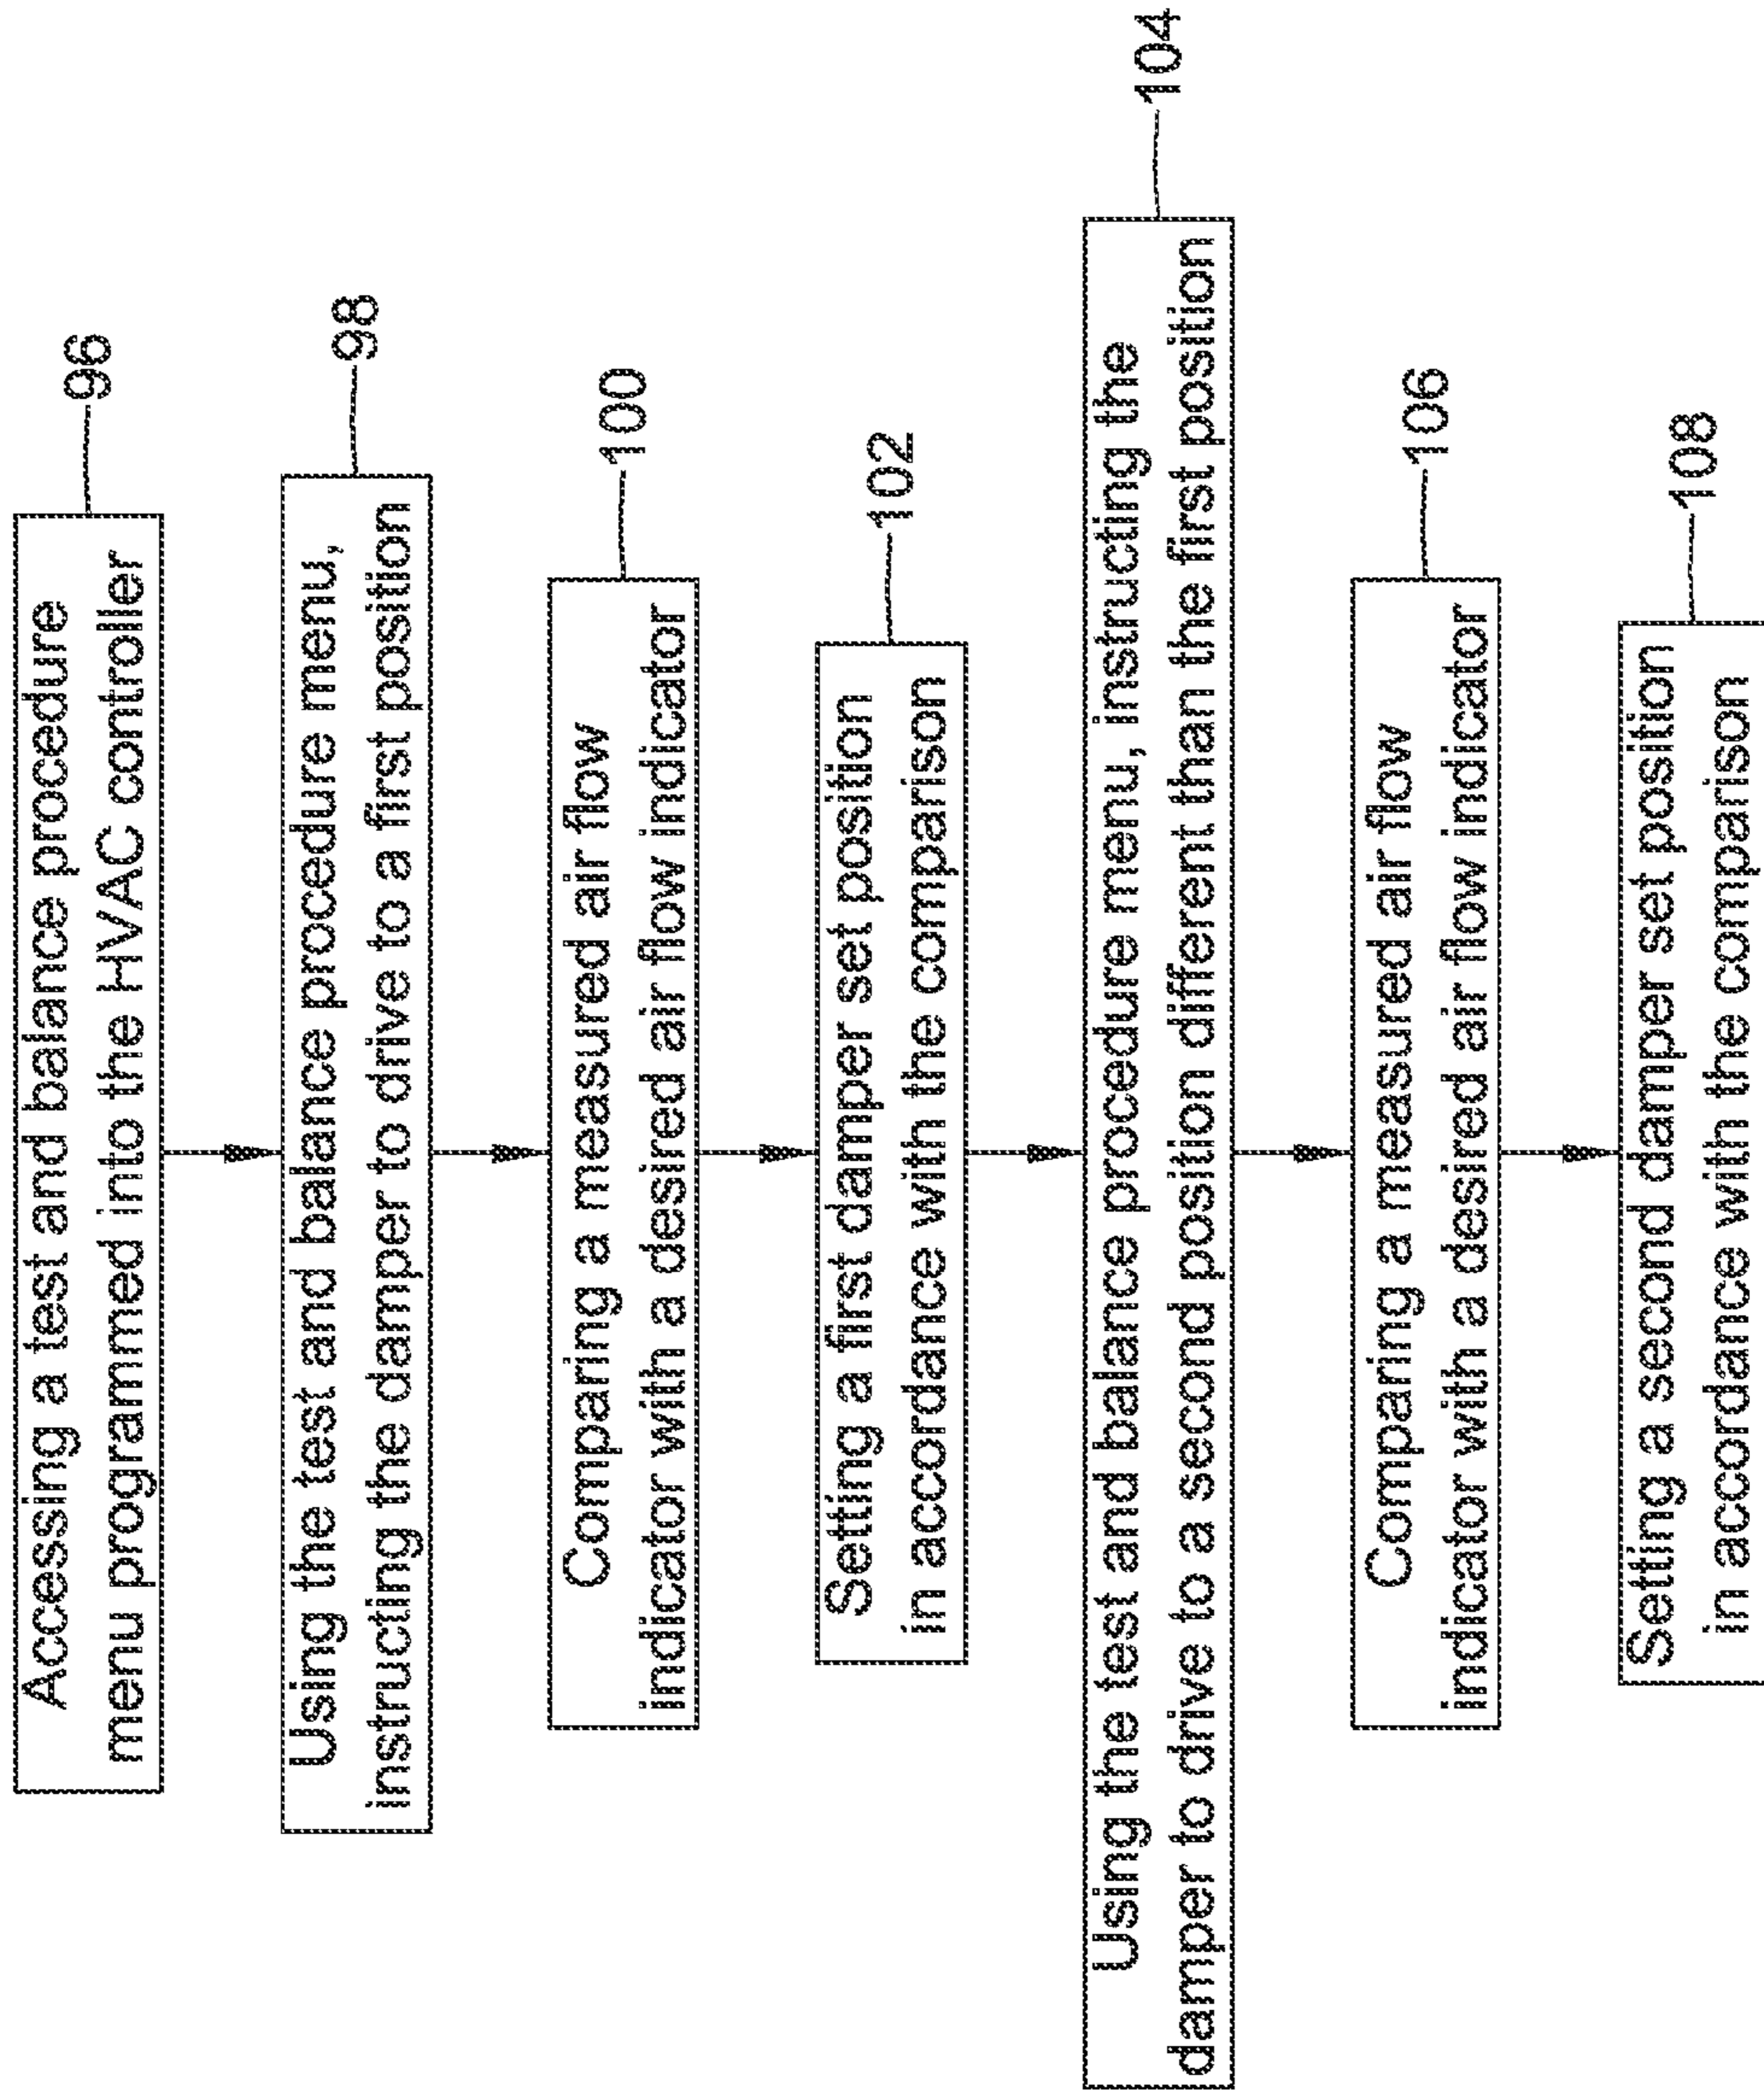 Accessing a test and balance procedure
menu programmed into the HVAC controller
96
Using the test and balance procedure menu,
instructing the damper to drive to a first position
98
Comparing a measured air flow
indicator with a desired air flow indicator
100
Setting a first damper set position
in accordance with the comparison
102
Using the test and balance procedure menu, instructing the
damper to drive to a second position different than the first position
104
Comparing a measured air flow
indicator with a desired air flow indicator
106
Setting a second damper set position
in accordance with the comparison
108